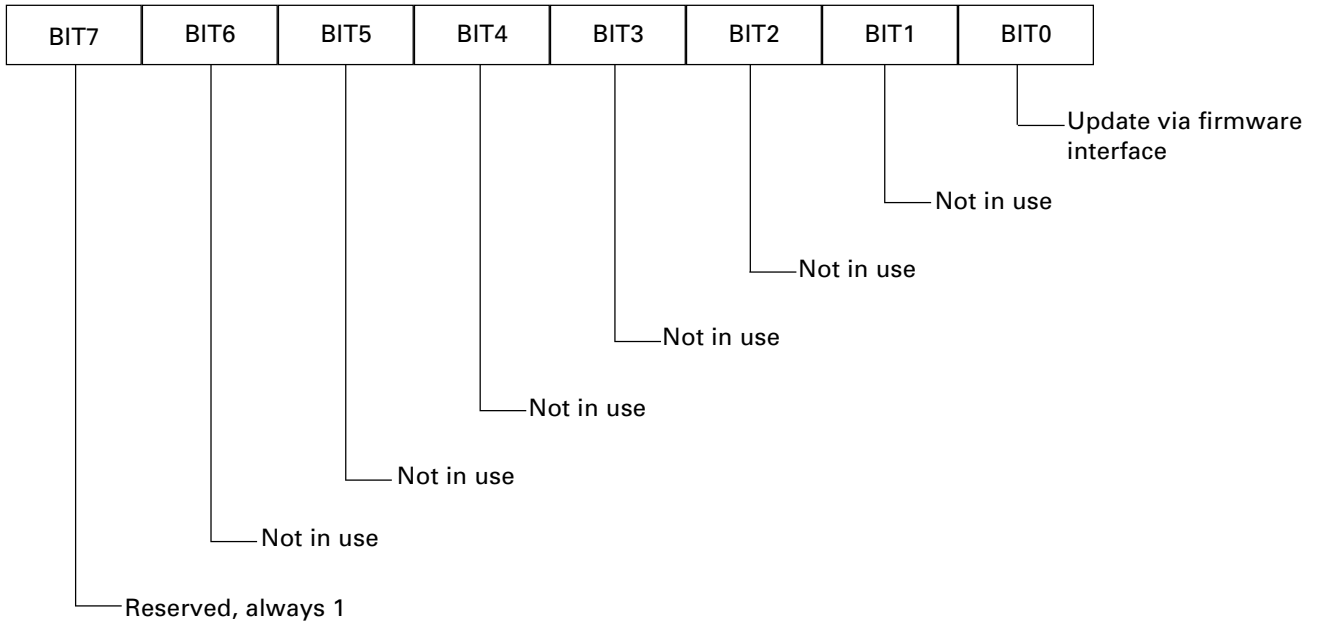 BIT7 BIT6 BIT5 BIT4 BIT3 BIT2 BIT1 BIT0
Update via firmware
interface
Not in use
Not in use
Not in use
Not in use
Not in use
Not in use
Reserved, always 1